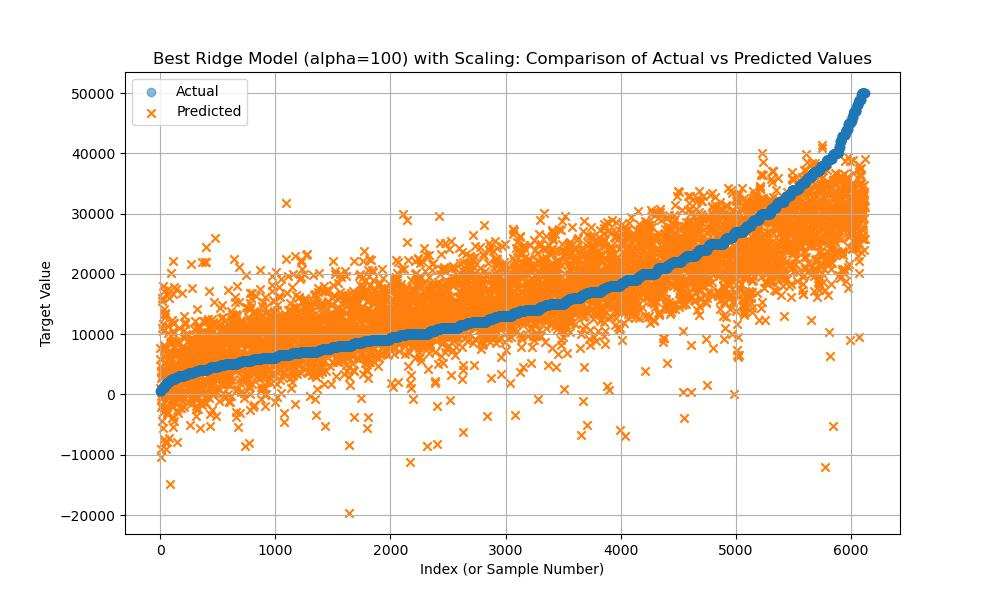 Best Ridge Model (alpha=100) with Scaling: Comparison of Actual vs Predicted Values
Actual
Predicted
50000
40000
30000
20000
10000
0
−10000
−20000
Target Value
0 1000 2000 3000 4000 5000 6000
Index (or Sample Number)